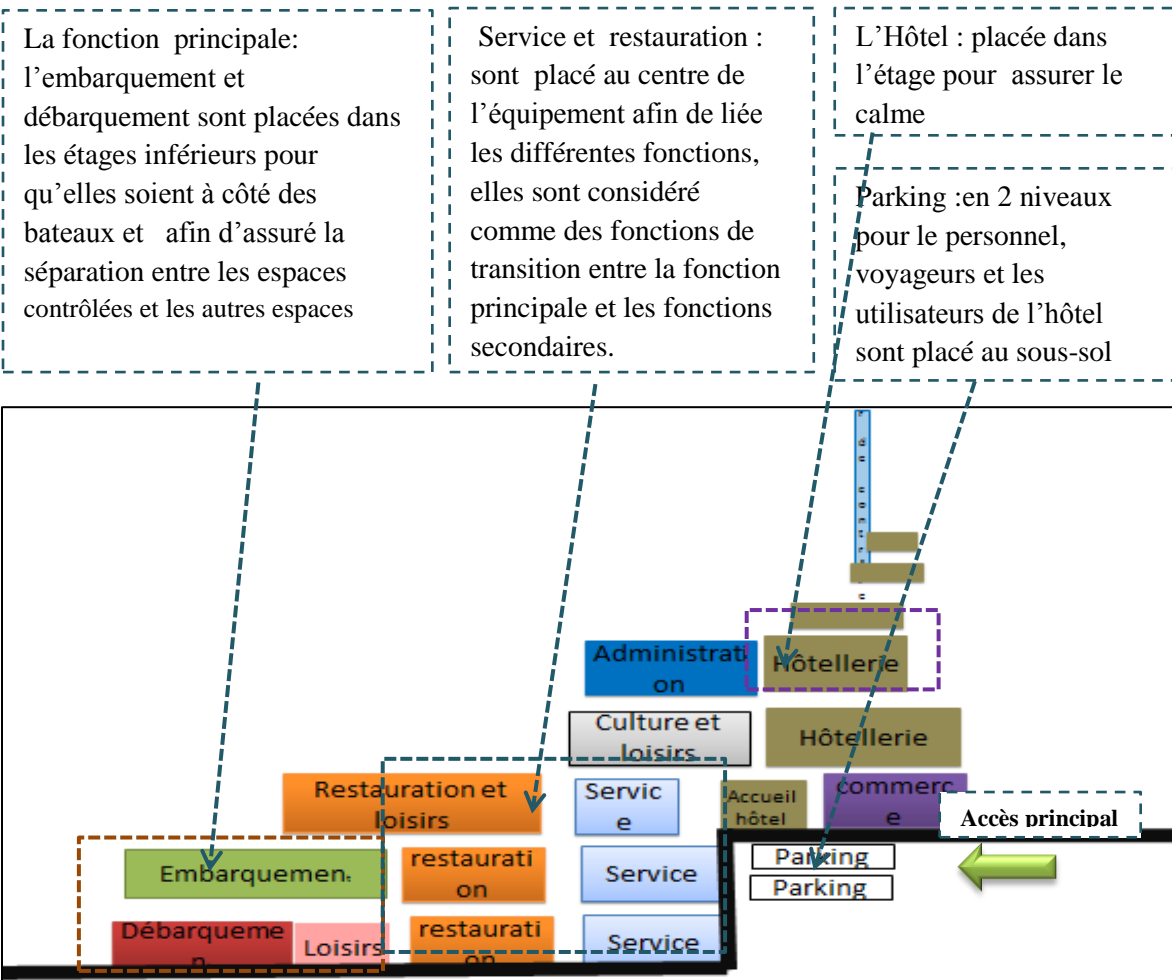 La fonction principale:
l’embarquement et
débarquement sont placées dans
les étages inférieurs pour
qu’elles soient à côté des
bateaux et afin d’assuré la
séparation entre les espaces
contrôlées et les autres espaces
Service et restauration :
sont placé au centre de
l’équipement afin de liée
les différentes fonctions,
elles sont considéré
comme des fonctions de
transition entre la fonction
principale et les fonctions
secondaires.
L’Hôtel : placée dans
l’étage pour assurer le
calme
Parking :en 2 niveaux
pour le personnel,
voyageurs et les
utilisateurs de l’hôtel
sont placé au sous-sol
Administrati
on
Hôtellerie
Culture et
loisirs
Hôtellerie
Restauration et
loisirs
Servic
e
Accueil
hôtel
commerc
e
Accès principal
Embarquemen
restaurati
on
Service
Parking
Parking
Débarquemen
Loisirs
restaurati
on
Service